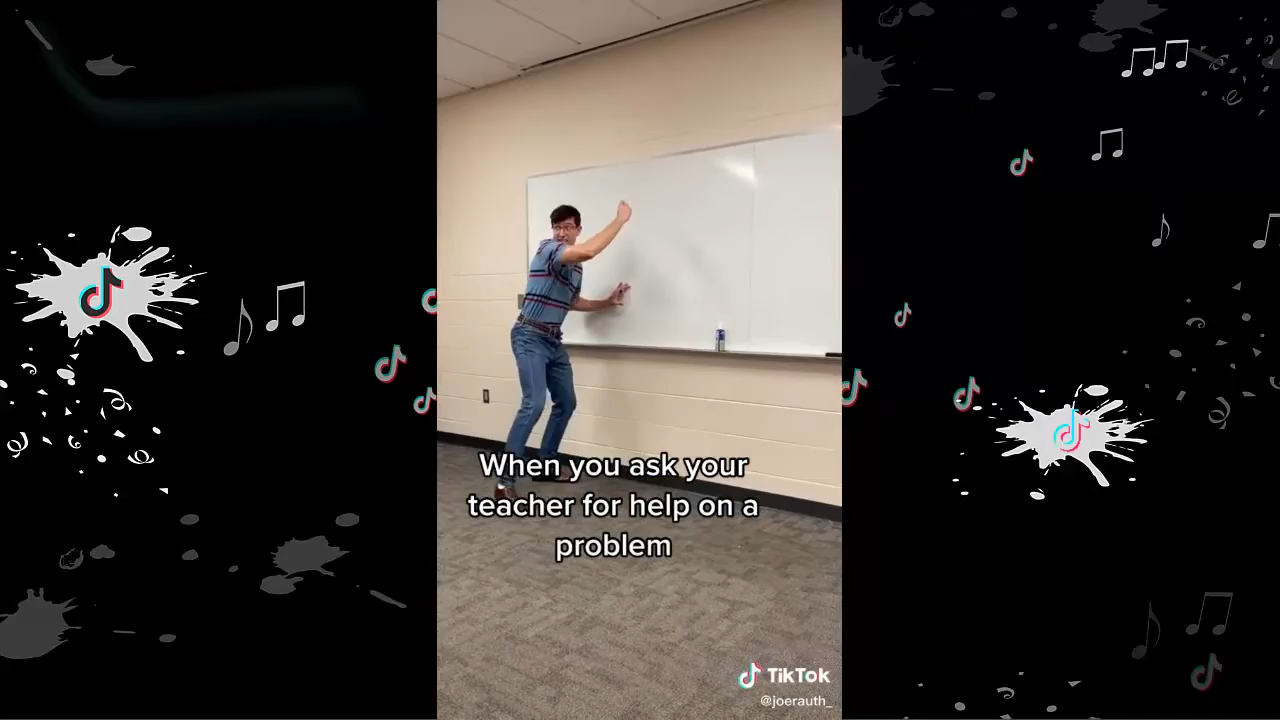 When you ask your
teacher for help on a
problem
TikTok
@joerauth_